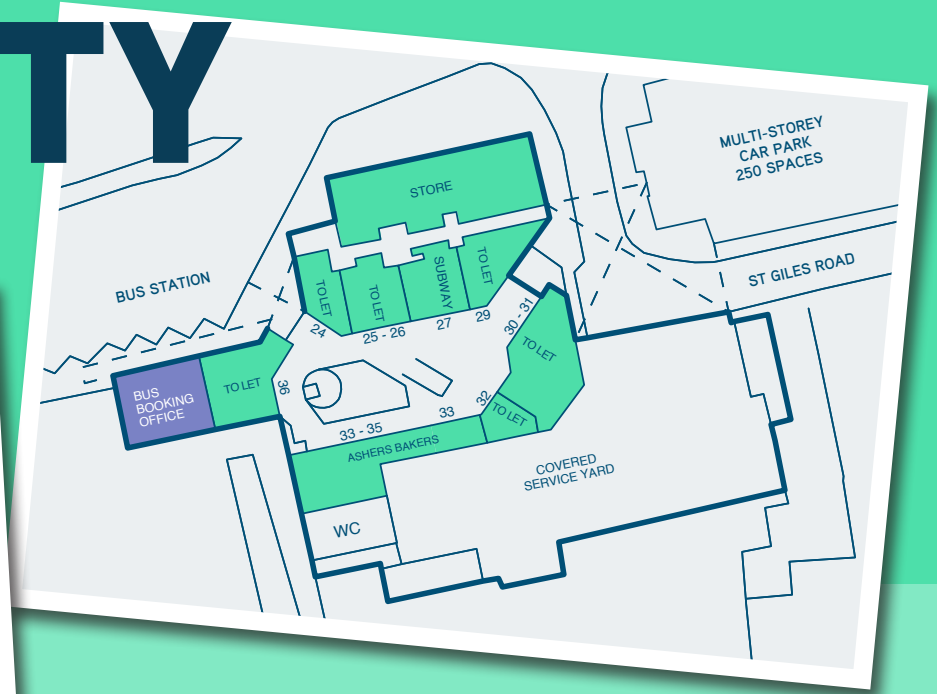 TY
MULTI-STOREY
CAR PARK
250 SPACES
STORE
BUS STATION
ST GILES ROAD
TO LET
TO LET
SUBWAY
TO LET
24
25 - 26
27
29
30 - 31
TO LET
BUS
BOOKING
OFFICE
TO LET
36
33 - 35
33
32
TO LET
ASHERS BAKERS
COVERED
SERVICE YARD
WC